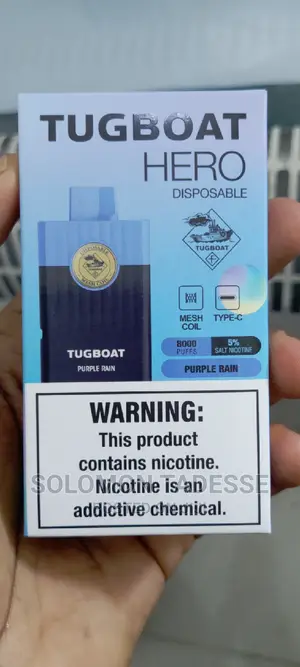 TUGBOAT
HERO
DISPOSABLE
TUGBOAT
MESH
COIL
TYPE-C
8000
PUFFS
5%
SALT NICOTINE
PURPLE RAIN
TUGBOAT
PURPLE RAIN
WARNING:
This product
contains nicotine.
Nicotine is an
addictive chemical.
SOLOMON TADESSE